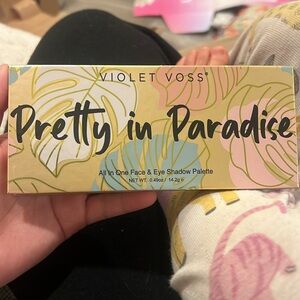 VIOLET VOSS®
Pretty in Paradise
All In One Face & Eye Shadow Palette
NET WT. 0.49oz / 14.2g ℮